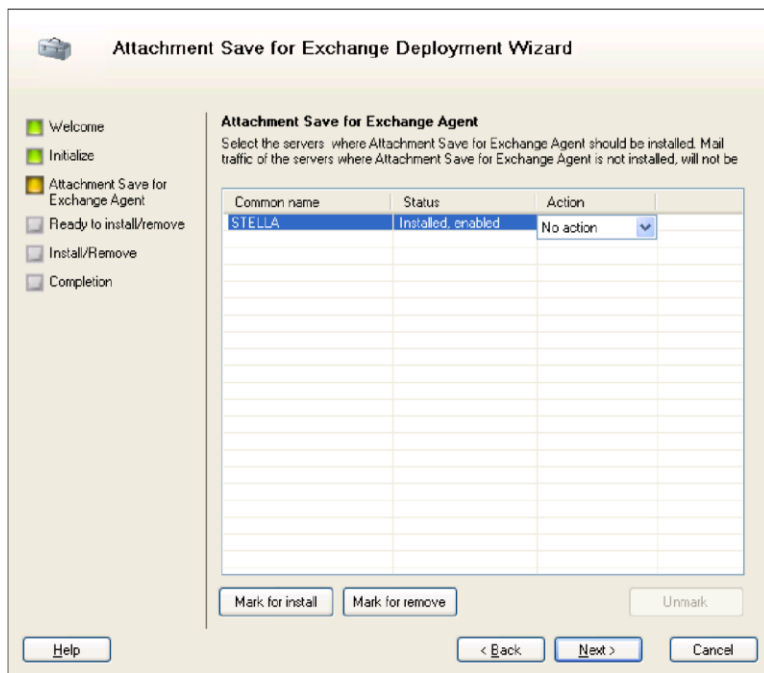 Attachment Save for Exchange Deployment Wizard
Welcome
Initialize
Attachment Save for
Exchange Agent
Ready to install/remove
Install/Remove
Completion
Attachment Save for Exchange Agent
Select the servers where Attachment Save for Exchange Agent should be installed. Mail
traffic of the servers where Attachment Save for Exchange Agent is not installed, will not be
Common name Status Action
STELLA Installed, enabled No action
Mark for install Mark for remove Unmark
Help < Back Next > Cancel